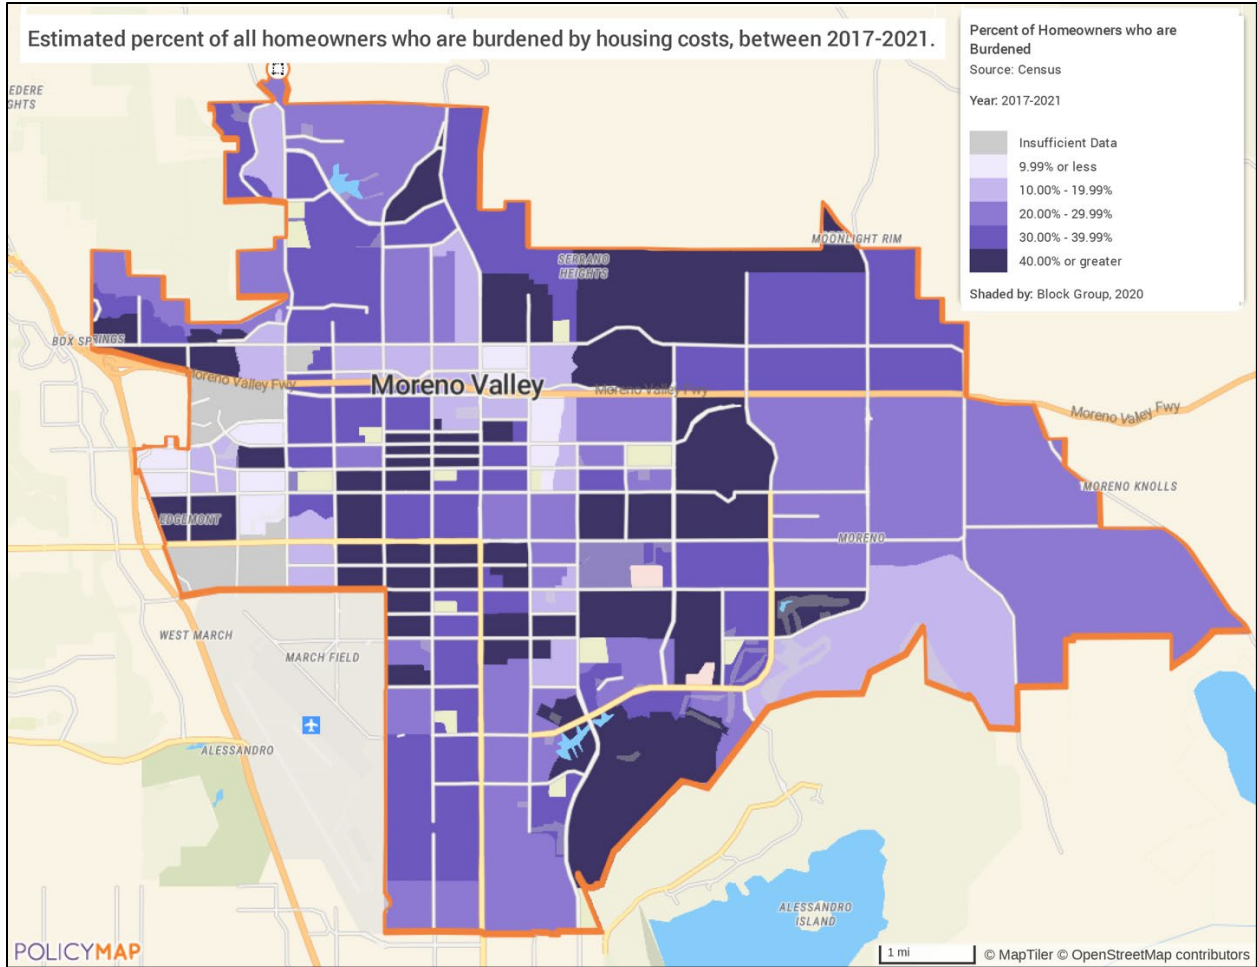 Estimated percent of all homeowners who are burdened by housing costs, between 2017-2021.
Percent of Homeowners who are
Burdened
Source: Census
Year: 2017-2021
Insufficient Data
9.99% or less
10.00% - 19.99%
20.00% - 29.99%
30.00% - 39.99%
40.00% or greater
Shaded by: Block Group, 2020
EDERE
GHTS
MOONLIGHT RIM
SERRANO
HEIGHTS
BOX SPRINGS
Moreno Valley Fwy
Moreno Valley
Moreno Valley Fwy
Moreno Valley Fwy
MORENO KNOLLS
EDGEMONT
MORENO
WEST MARCH
MARCH FIELD
ALESSANDRO
ALESSANDRO
ISLAND
POLICYMAP
1 mi
© MapTiler © OpenStreetMap contributors